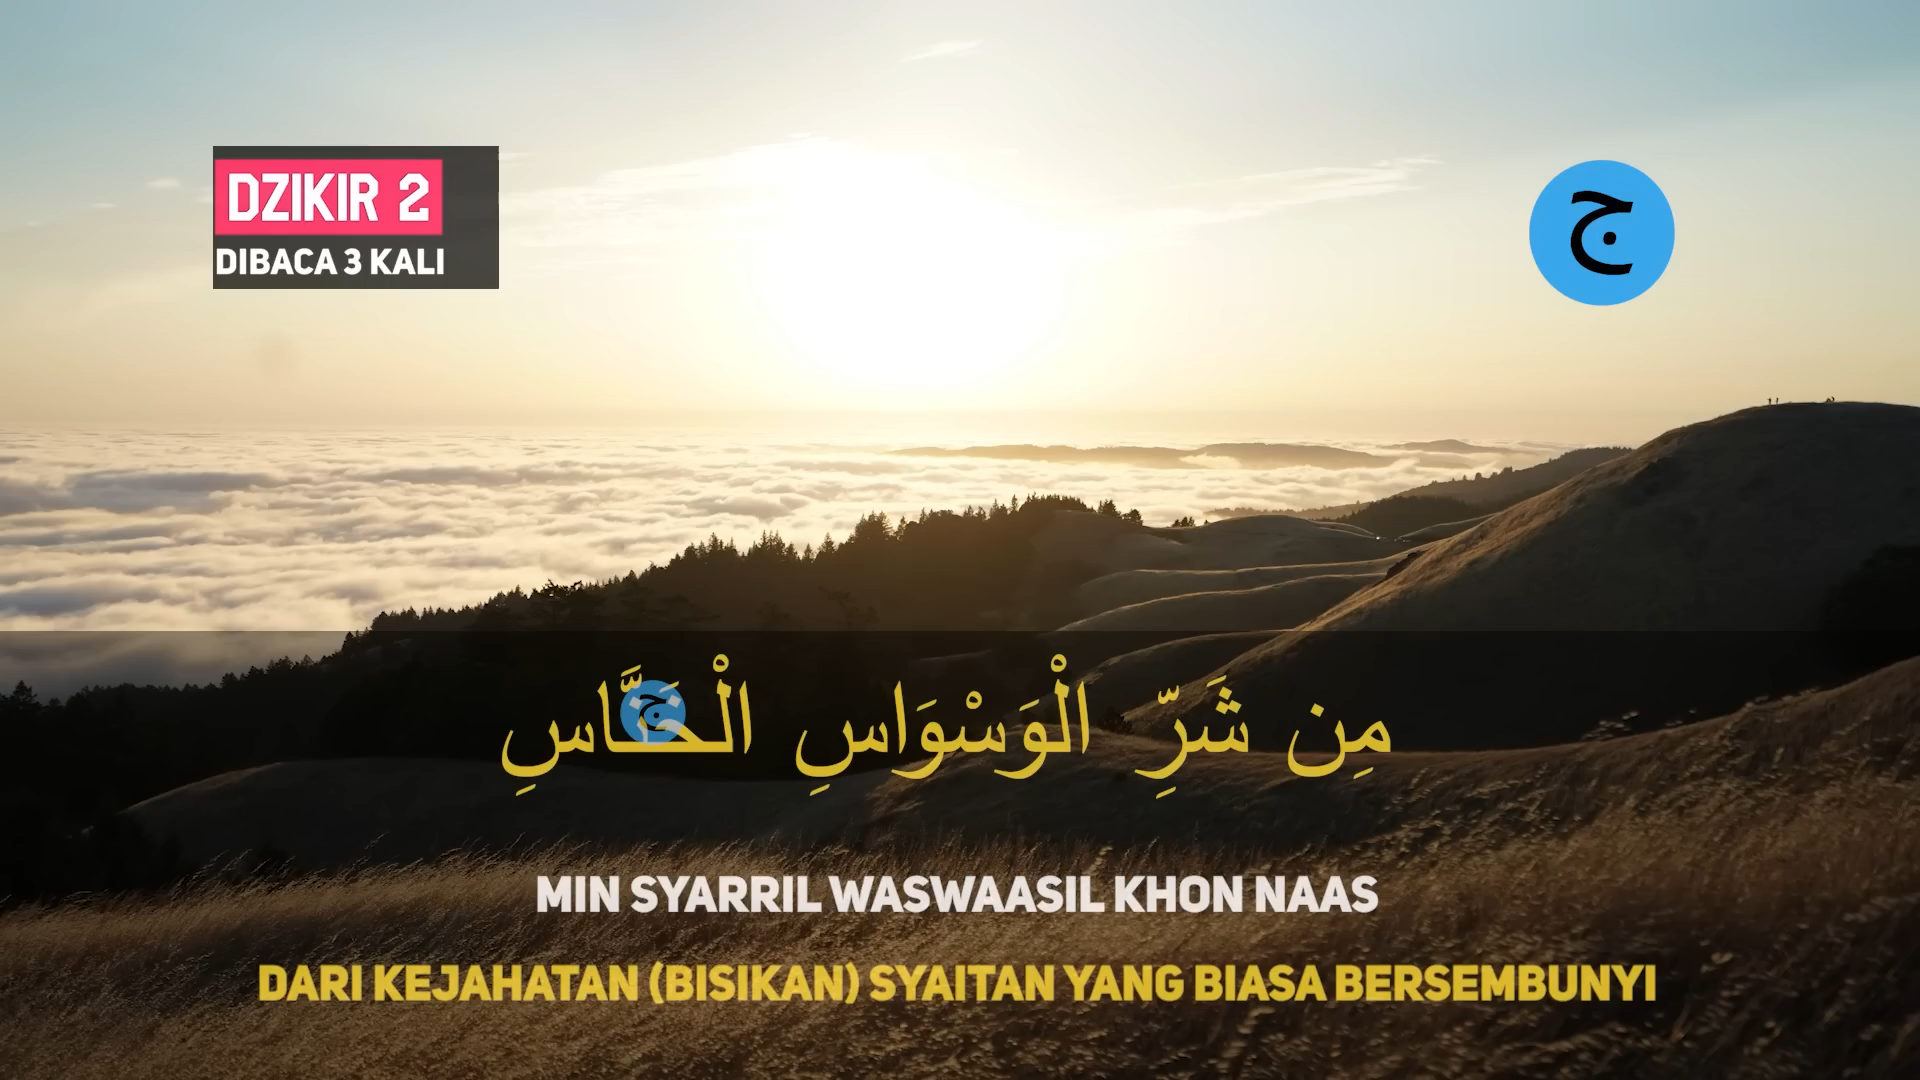 DZIKIR 2
DIBACA 3 KALI
ج
مِن شَرِّ الْوَسْوَاسِ الْخَنَّاسِ
ج
MIN SYARRIL WASWAASIL KHON NAAS
DARI KEJAHATAN (BISIKAN) SYAITAN YANG BIASA BERSEMBUNYI